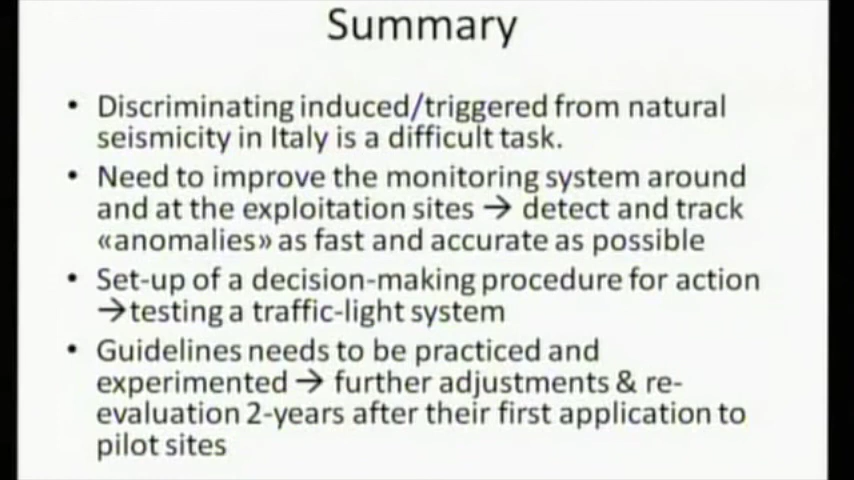 Summary
• Discriminating induced/triggered from natural
seismicity in Italy is a difficult task.
• Need to improve the monitoring system around
and at the exploitation sites → detect and track
«anomalies» as fast and accurate as possible
• Set-up of a decision-making procedure for action
→testing a traffic-light system
• Guidelines needs to be practiced and
experimented → further adjustments & re-
evaluation 2-years after their first application to
pilot sites